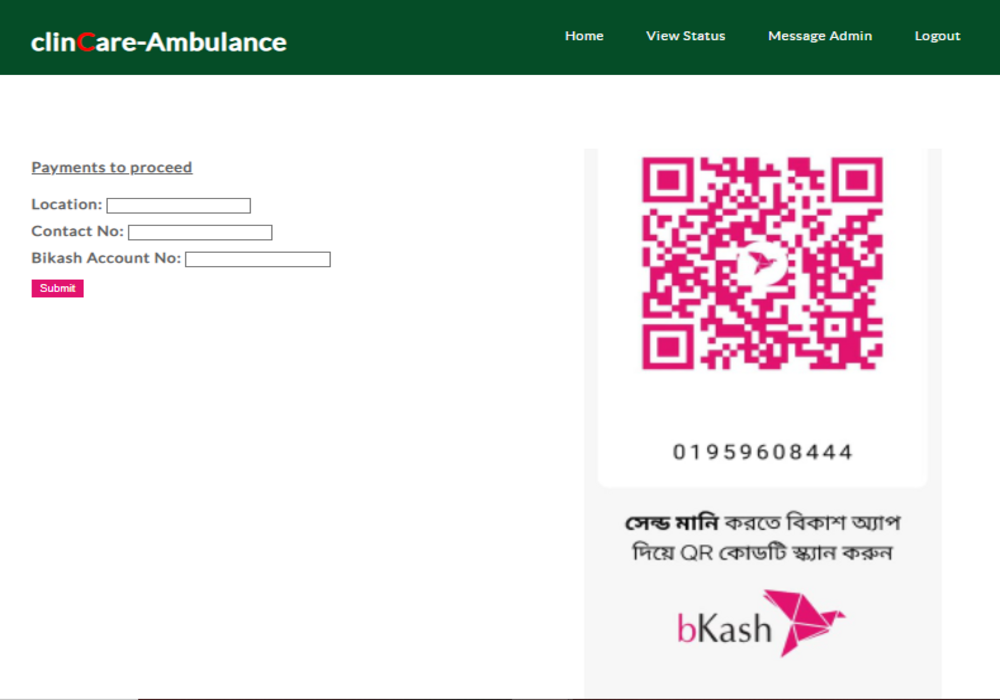 clinCare-Ambulance
Home View Status Message Admin Logout
Payments to proceed
Location:
Contact No:
Bikash Account No:
Submit
01959608444
সেন্ড মানি করতে বিকাশ অ্যাপ
দিয়ে QR কোডটি স্ক্যান করুন
bKash